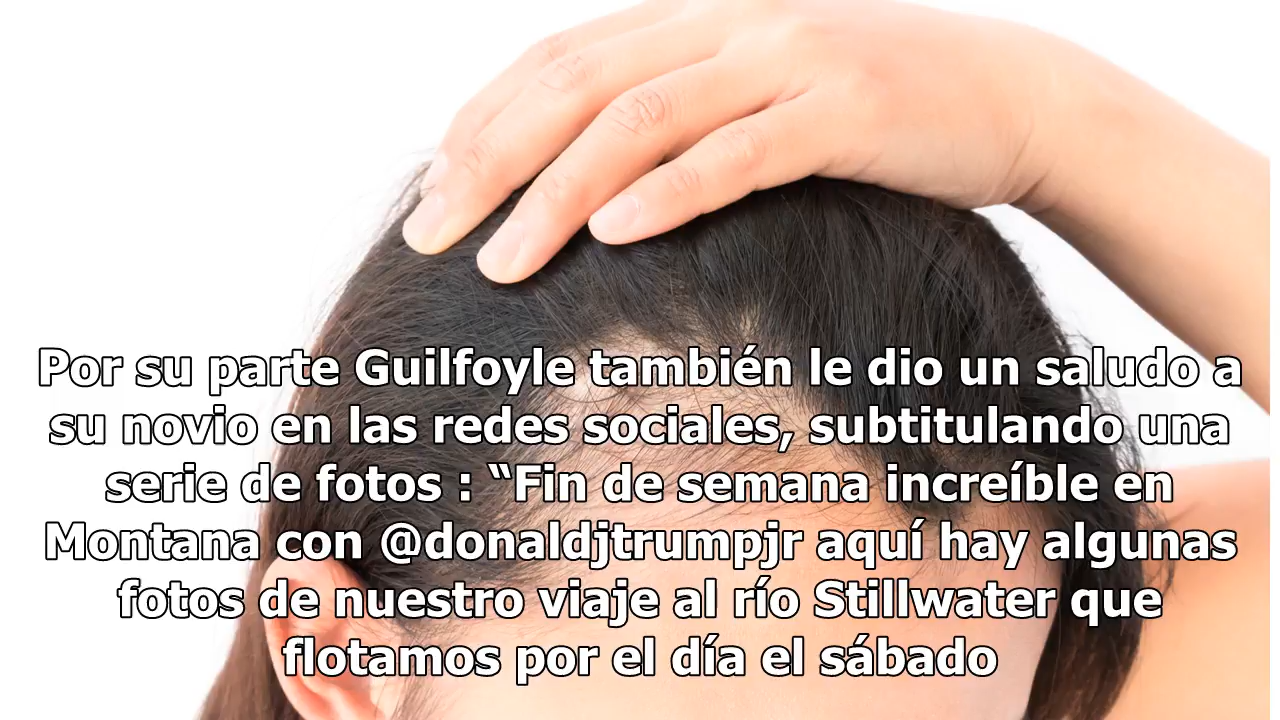 Por su parte Guilfoyle también le dio un saludo a
su novio en las redes sociales, subtitulando una
serie de fotos : “Fin de semana increíble en
Montana con @donaldjtrumpjr aquí hay algunas
fotos de nuestro viaje al río Stillwater que
flotamos por el día el sábado